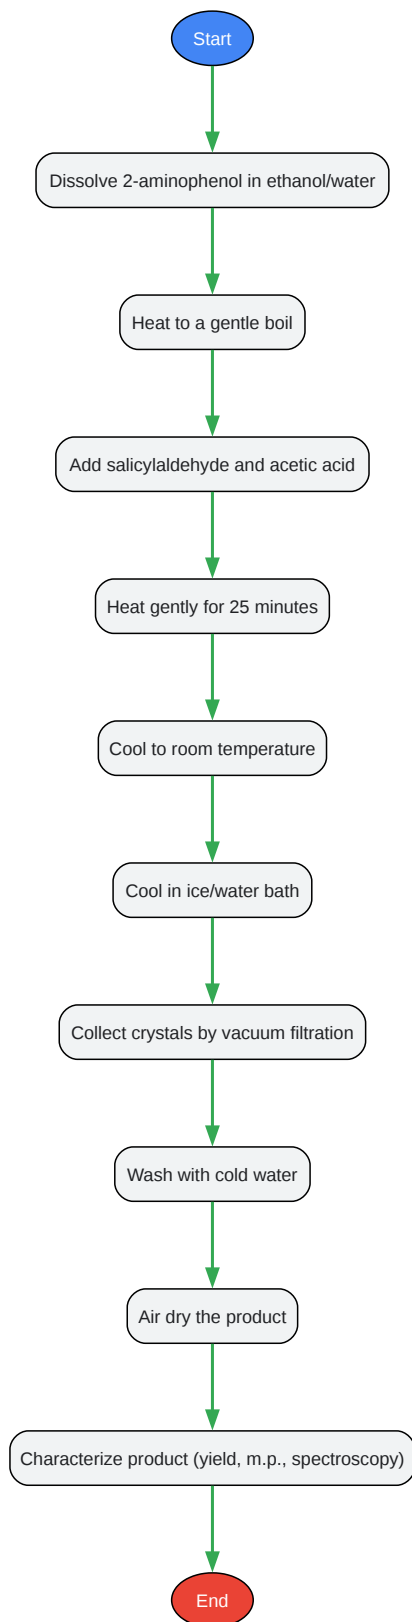 Start
Dissolve 2-aminophenol in ethanol/water
Heat to a gentle boil
Add salicylaldehyde and acetic acid
Heat gently for 25 minutes
Cool to room temperature
Cool in ice/water bath
Collect crystals by vacuum filtration
Wash with cold water
Air dry the product
Characterize product (yield, m.p., spectroscopy)
End